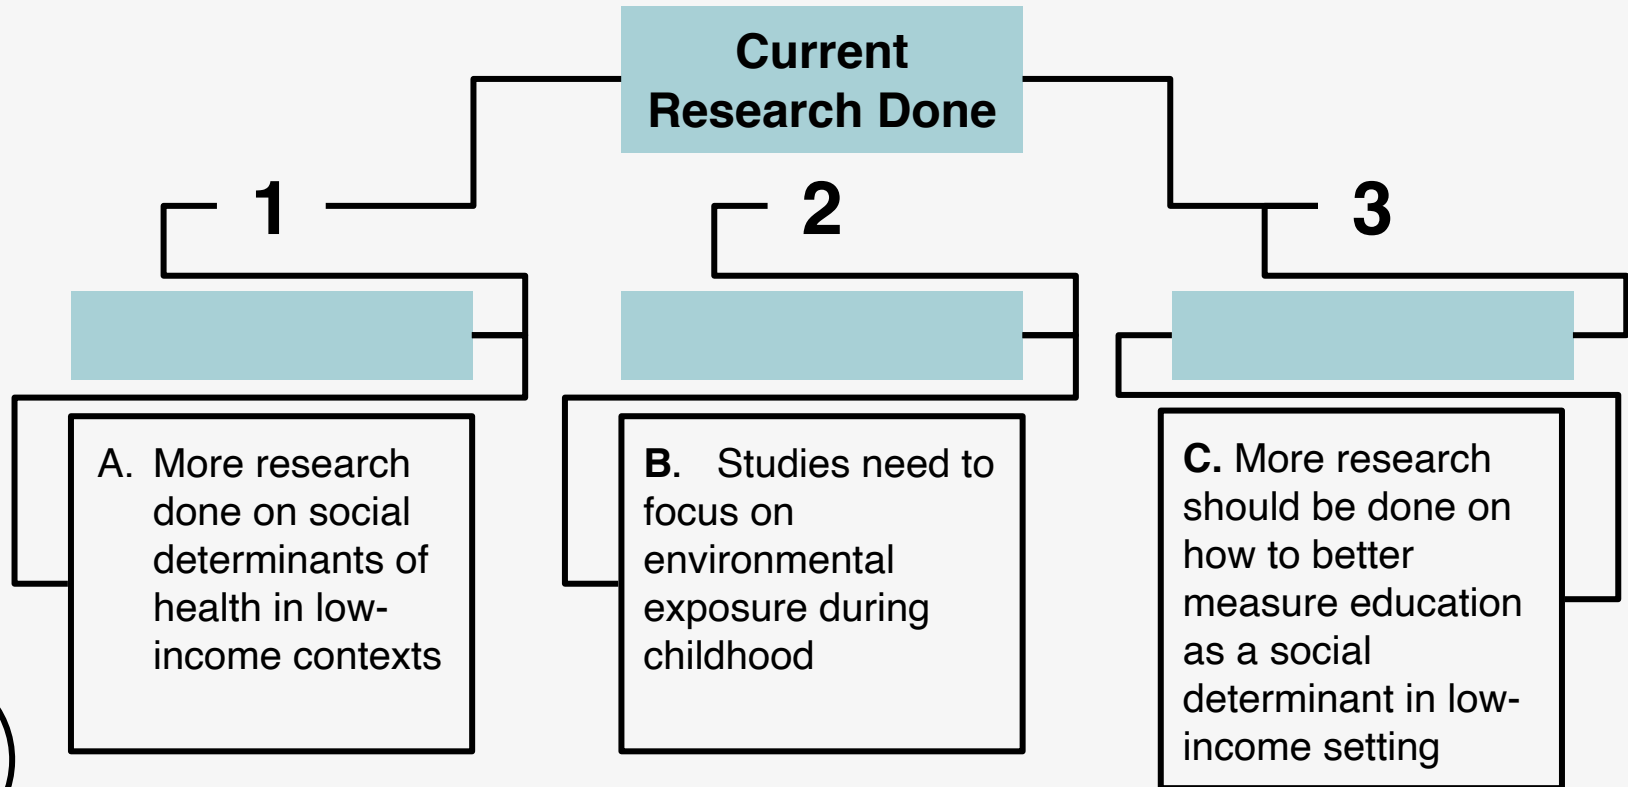 Current
Research Done
1
2
3
A. More research
done on social
determinants of
health in low-
income contexts
B. Studies need to
focus on
environmental
exposure during
childhood
C. More research
should be done on
how to better
measure education
as a social
determinant in low-
income setting